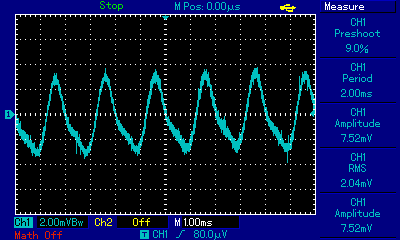 Stop M Pos: 0.00µs Measure
CH1
Preshoot
9.0%
CH1
Period
2.00ms
CH1
Amplitude
7.52mV
CH1
RMS
2.04mV
CH1
Amplitude
7.52mV
1
Ch1 2.00mVBw Ch2 Off M 1.00ms
Math Off T CH1 80.0µV